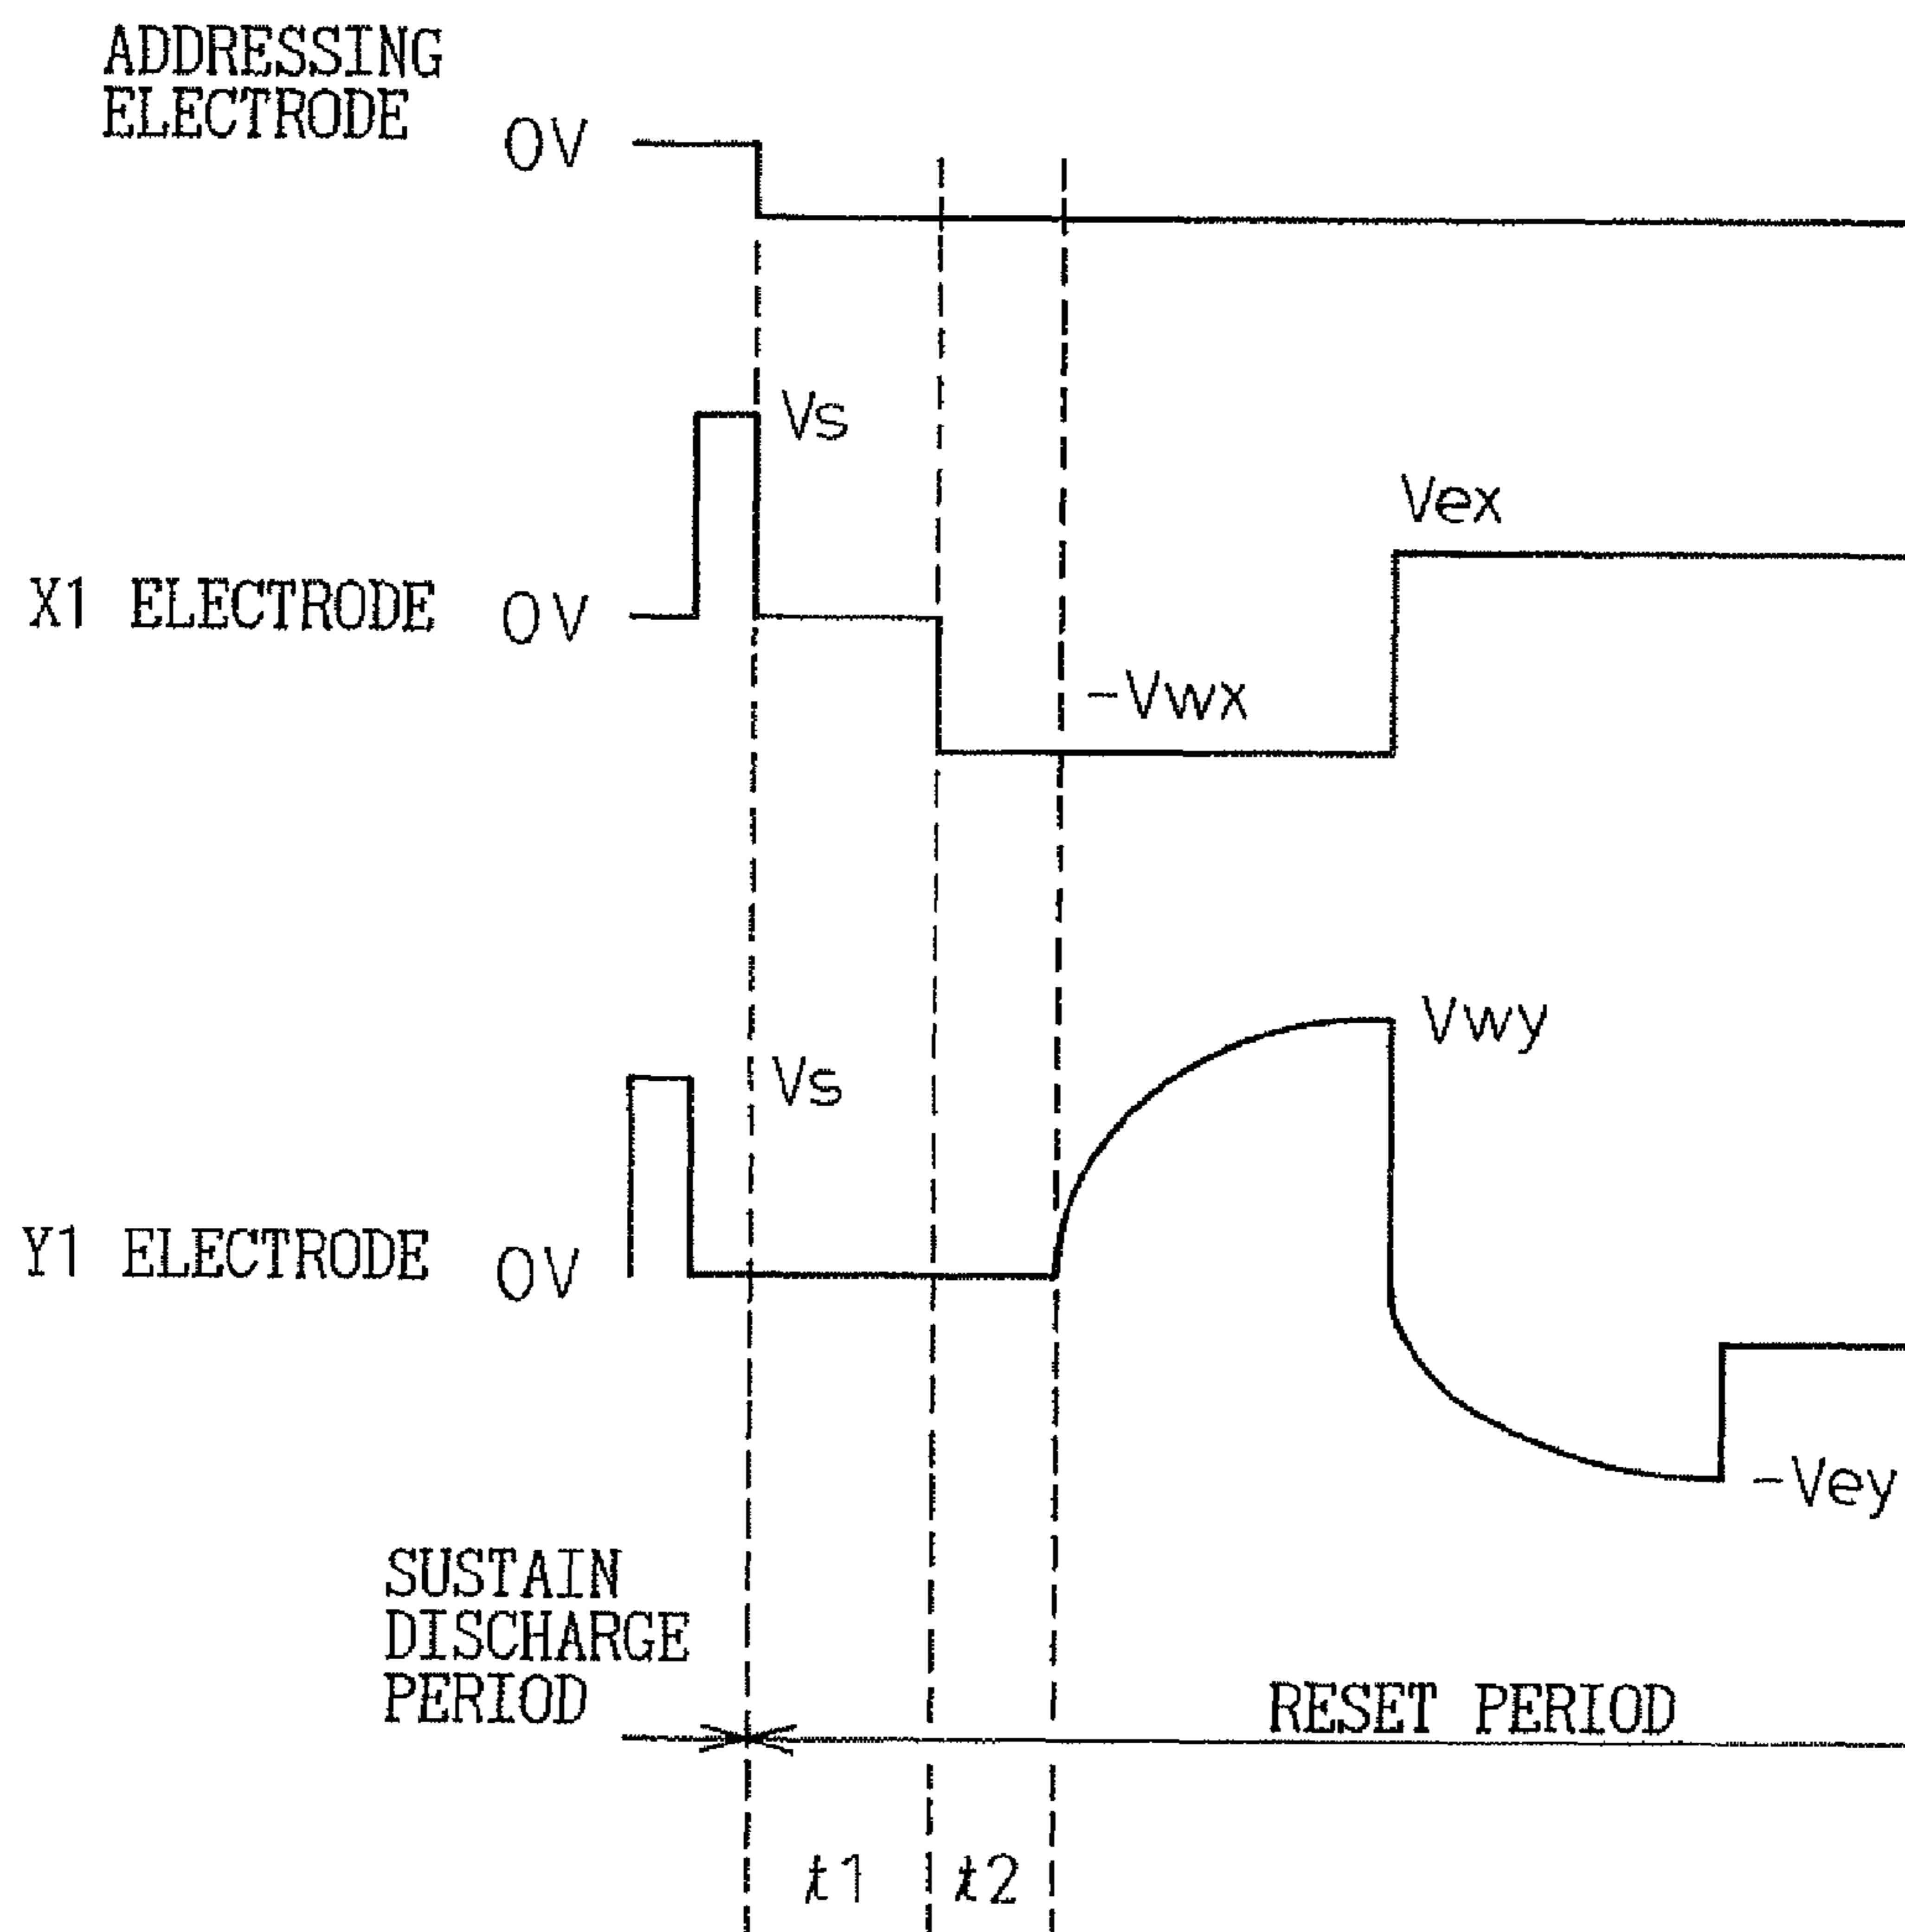 ADDRESSING
ELECTRODE
0V
Vs
Vex
X1 ELECTRODE
0V
-Vwx
Vwy
Vs
Y1 ELECTRODE
0V
-Vey
SUSTAIN
DISCHARGE
PERIOD
RESET PERIOD
t1
t2